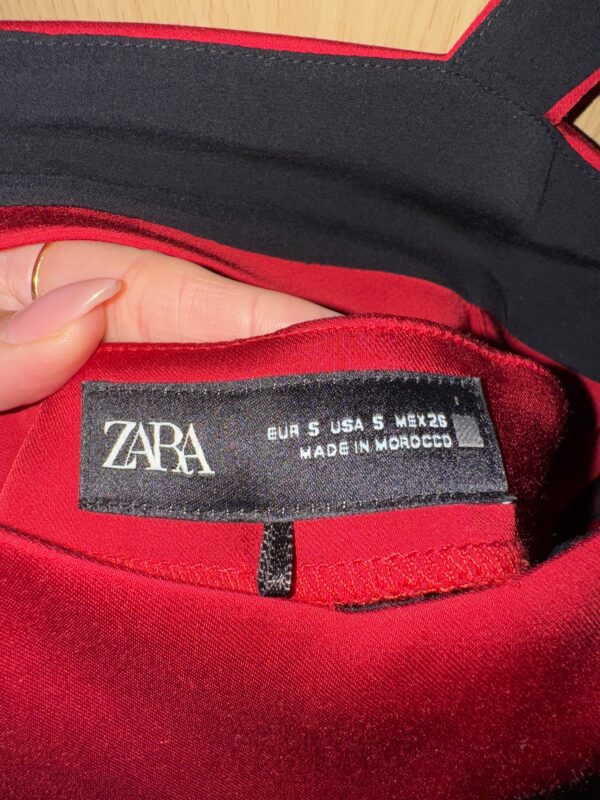 ZARA
EUR S USA S MEX 26
MADE IN MOROCCO